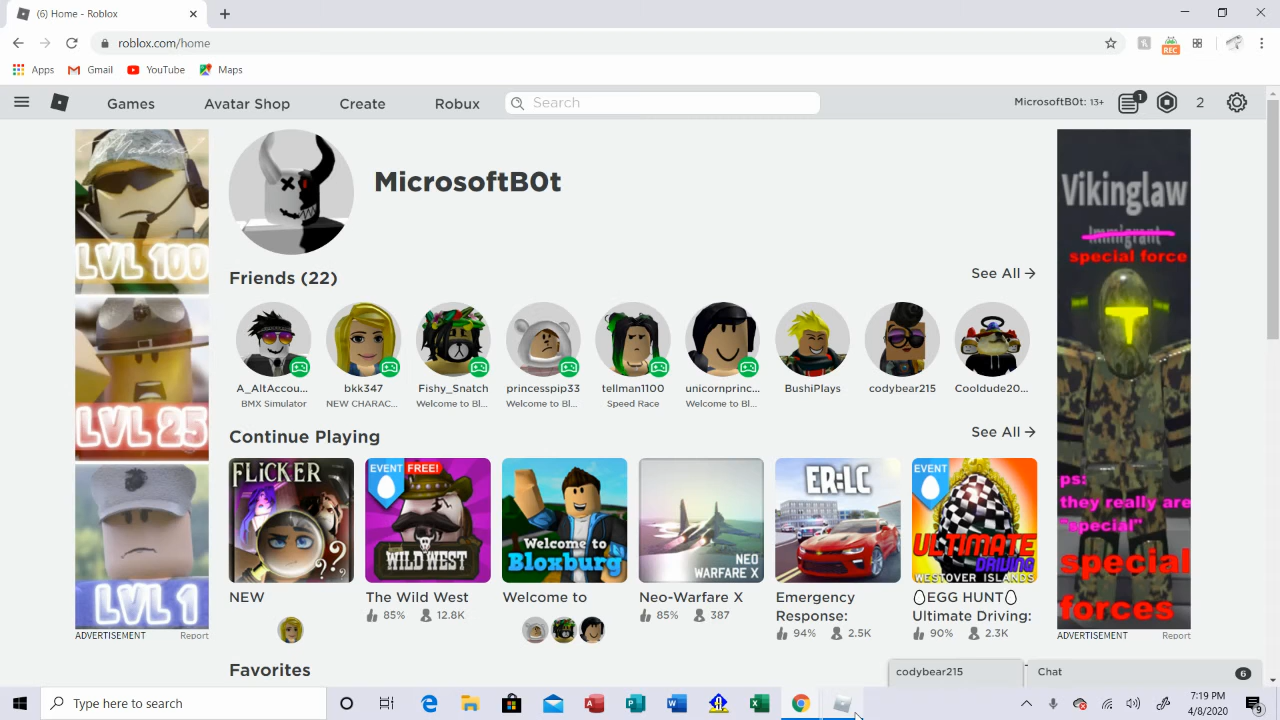 (6) Home - Roblox
roblox.com/home
REC
Apps
Gmail
YouTube
Maps
Games
Avatar Shop
Create
Robux
Search
MicrosoftB0t: 13+
1
2
LVL 100
LVL 25
LVL 1
ADVERTISEMENT
Report
MicrosoftB0t
Friends (22)
See All →
A_AltAccou...
BMX Simulator
bkk347
NEW CHARAC...
Fishy_Snatch
Welcome to Bl...
princesspip33
Welcome to Bl...
tellman1100
Speed Race
unicornprinc...
Welcome to Bl...
BushiPlays
codybear215
Cooldude20...
Continue Playing
See All →
FLiCKER
??
NEW
EVENT FREE!
WILD WEST
The Wild West
85% 12.8K
Welcome to
Bloxburg
Welcome to
NEO
WARFARE X
Neo-Warfare X
85% 387
ER:LC
Emergency
Response:
94% 2.5K
EVENT
ULTIMATE
DRIVING
WESTOVER ISLANDS
EGG HUNT
Ultimate Driving:
90% 2.3K
Favorites
Vikinglaw
immigrant
special force
ps:
they really are
"special"
special
forces
ADVERTISEMENT
Report
codybear215
Chat
6
Type here to search
7:19 PM
4/8/2020
9